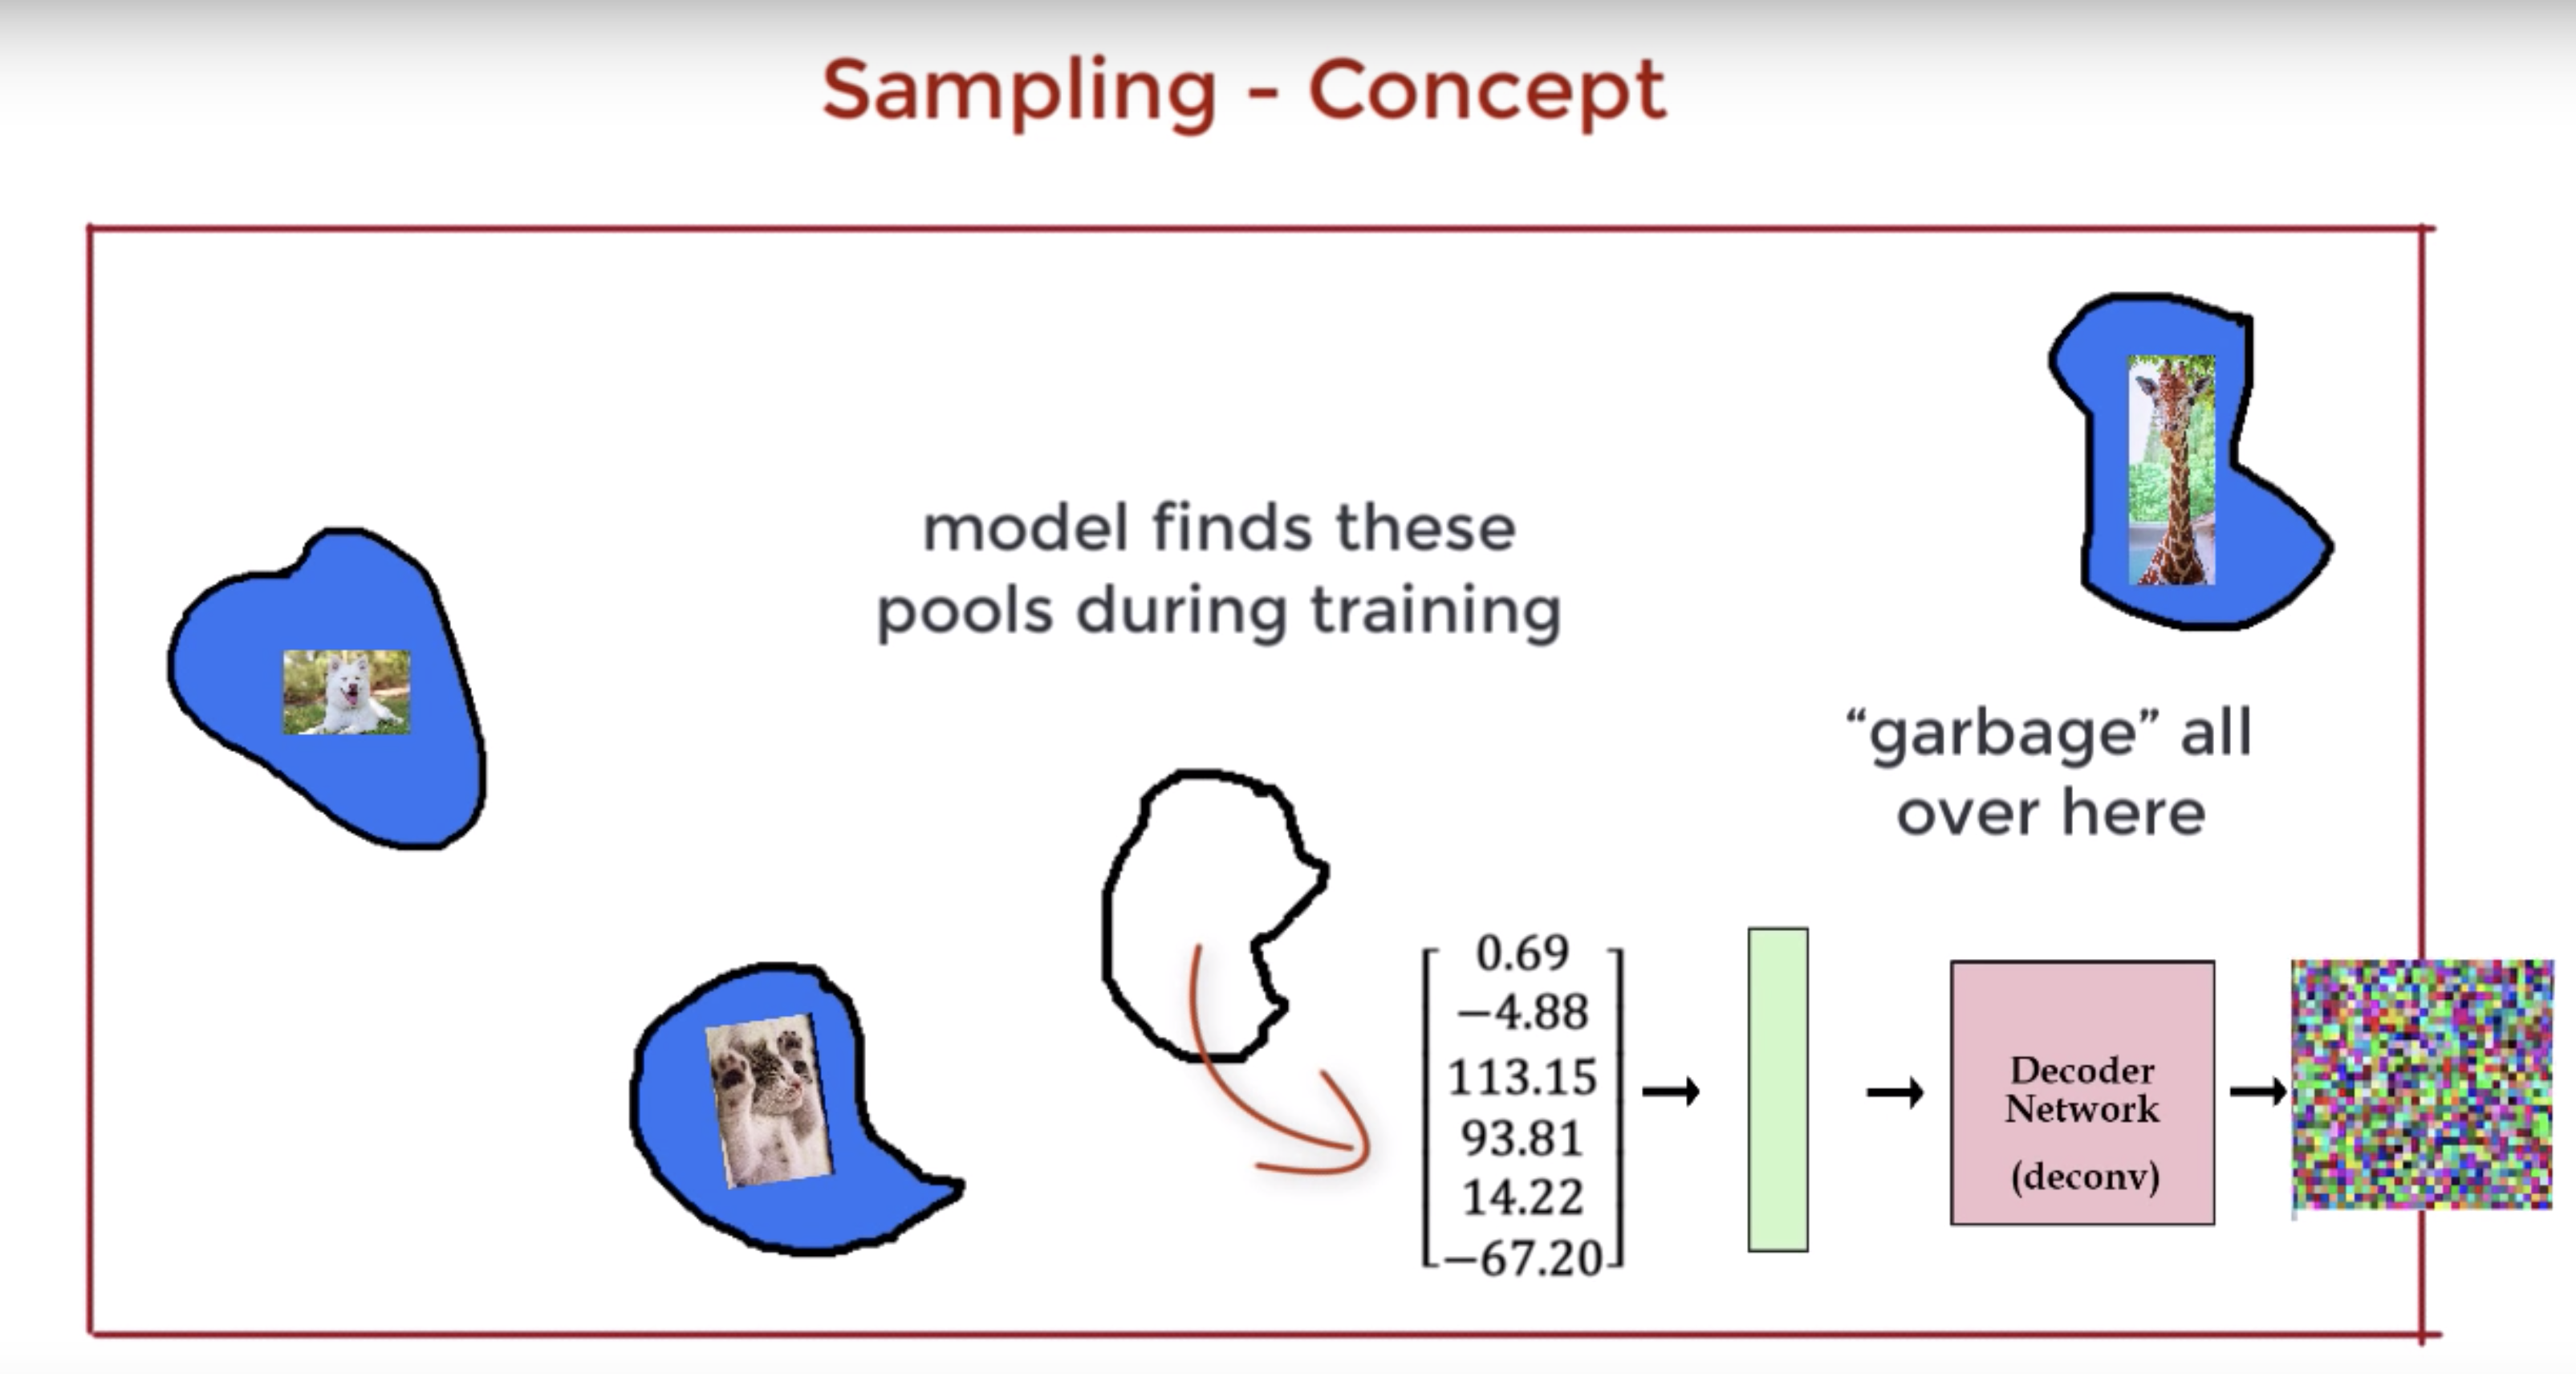 Sampling - Concept
model finds these
pools during training
“garbage” all
over here
0.69
−4.88
113.15
93.81
14.22
−67.20
Decoder
Network
(deconv)